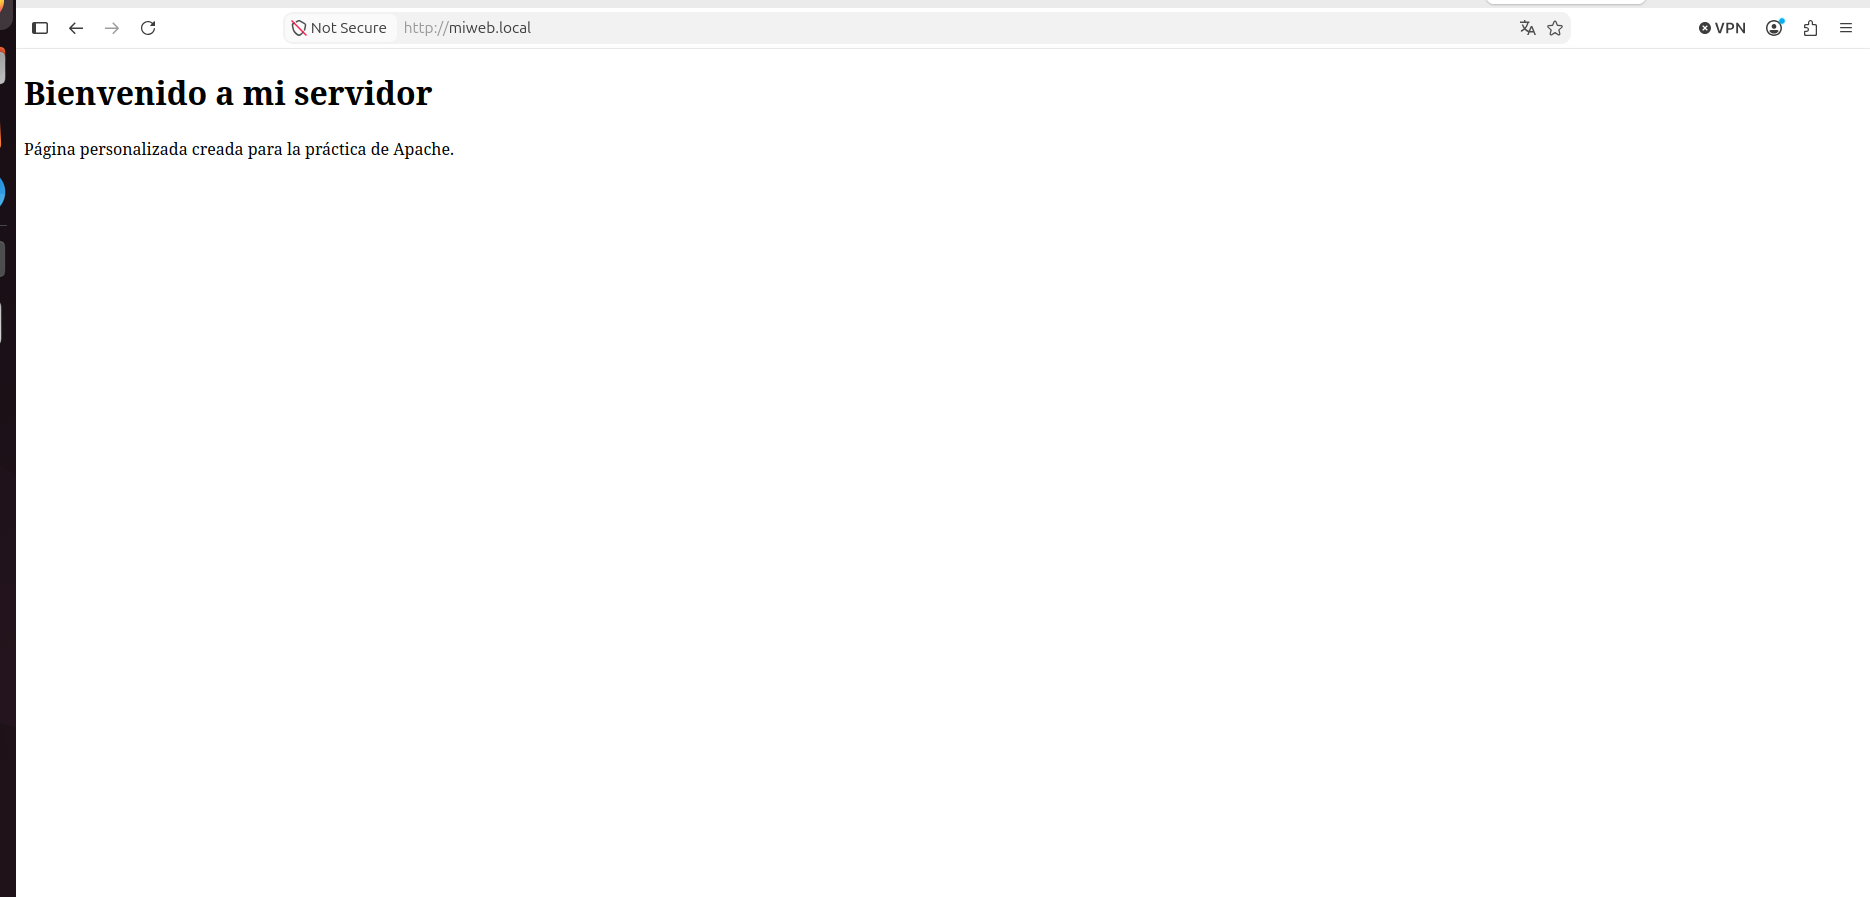 Not Secure http://miweb.local VPN
Bienvenido a mi servidor
Página personalizada creada para la práctica de Apache.